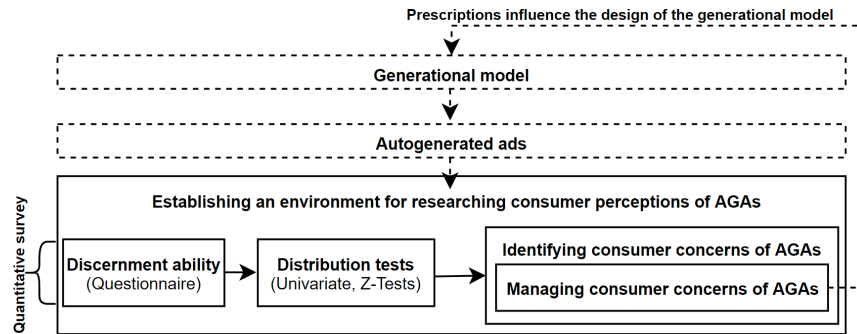 Prescriptions influence the design of the generational model
Generational model
Autogenerated ads
Establishing an environment for researching consumer perceptions of AGAs
Quantitative survey
Discernment ability
(Questionnaire)
Distribution tests
(Univariate, Z-Tests)
Identifying consumer concerns of AGAs
Managing consumer concerns of AGAs